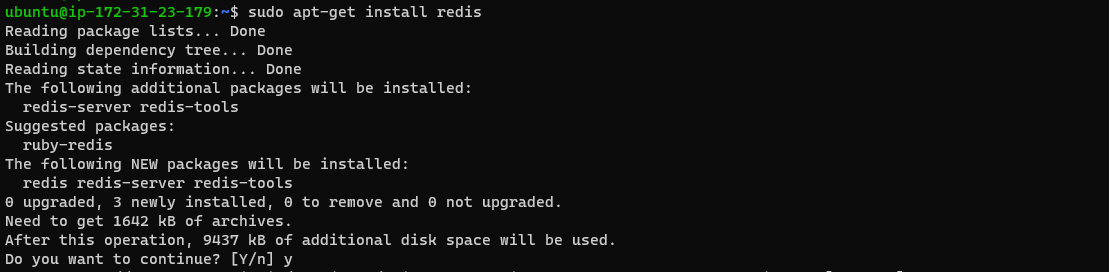 ubuntu@ip-172-31-23-179:~$ sudo apt-get install redis
Reading package lists... Done
Building dependency tree... Done
Reading state information... Done
The following additional packages will be installed:
  redis-server redis-tools
Suggested packages:
  ruby-redis
The following NEW packages will be installed:
  redis redis-server redis-tools
0 upgraded, 3 newly installed, 0 to remove and 0 not upgraded.
Need to get 1642 kB of archives.
After this operation, 9437 kB of additional disk space will be used.
Do you want to continue? [Y/n] y